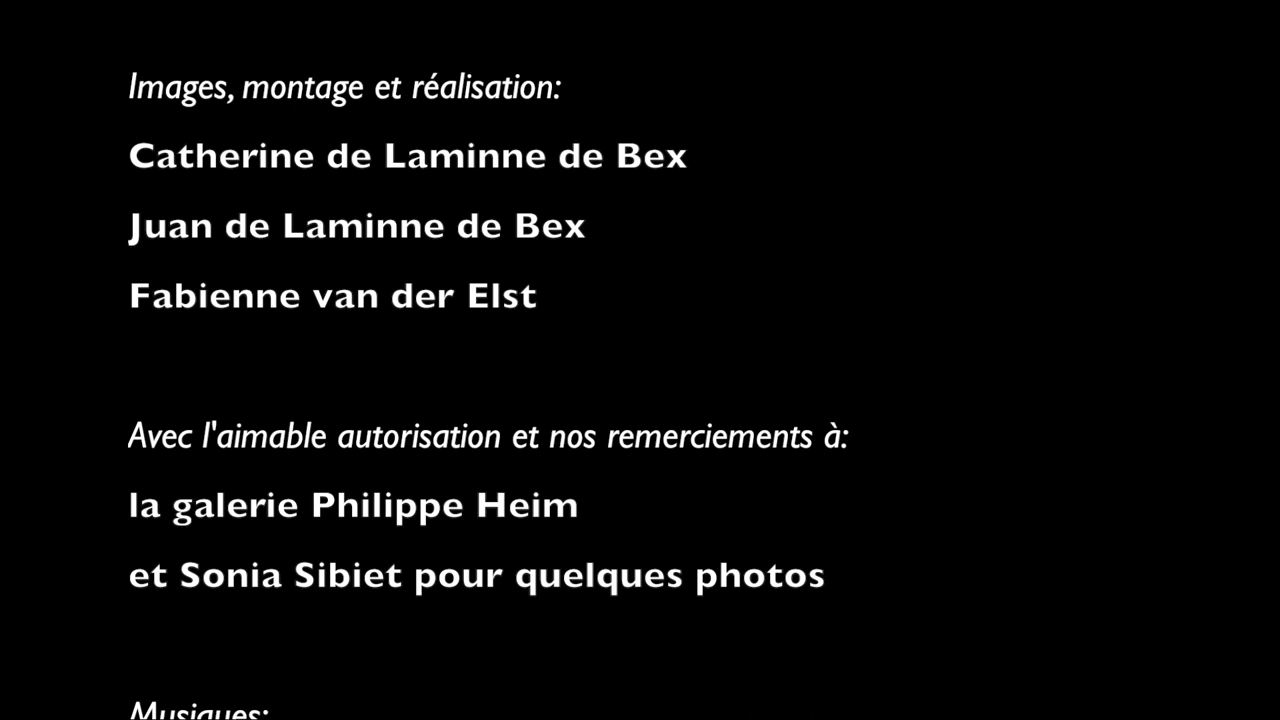 Images, montage et réalisation:
Catherine de Laminne de Bex
Juan de Laminne de Bex
Fabienne van der Elst
Avec l'aimable autorisation et nos remerciements à:
la galerie Philippe Heim
et Sonia Sibiet pour quelques photos
Musiques: